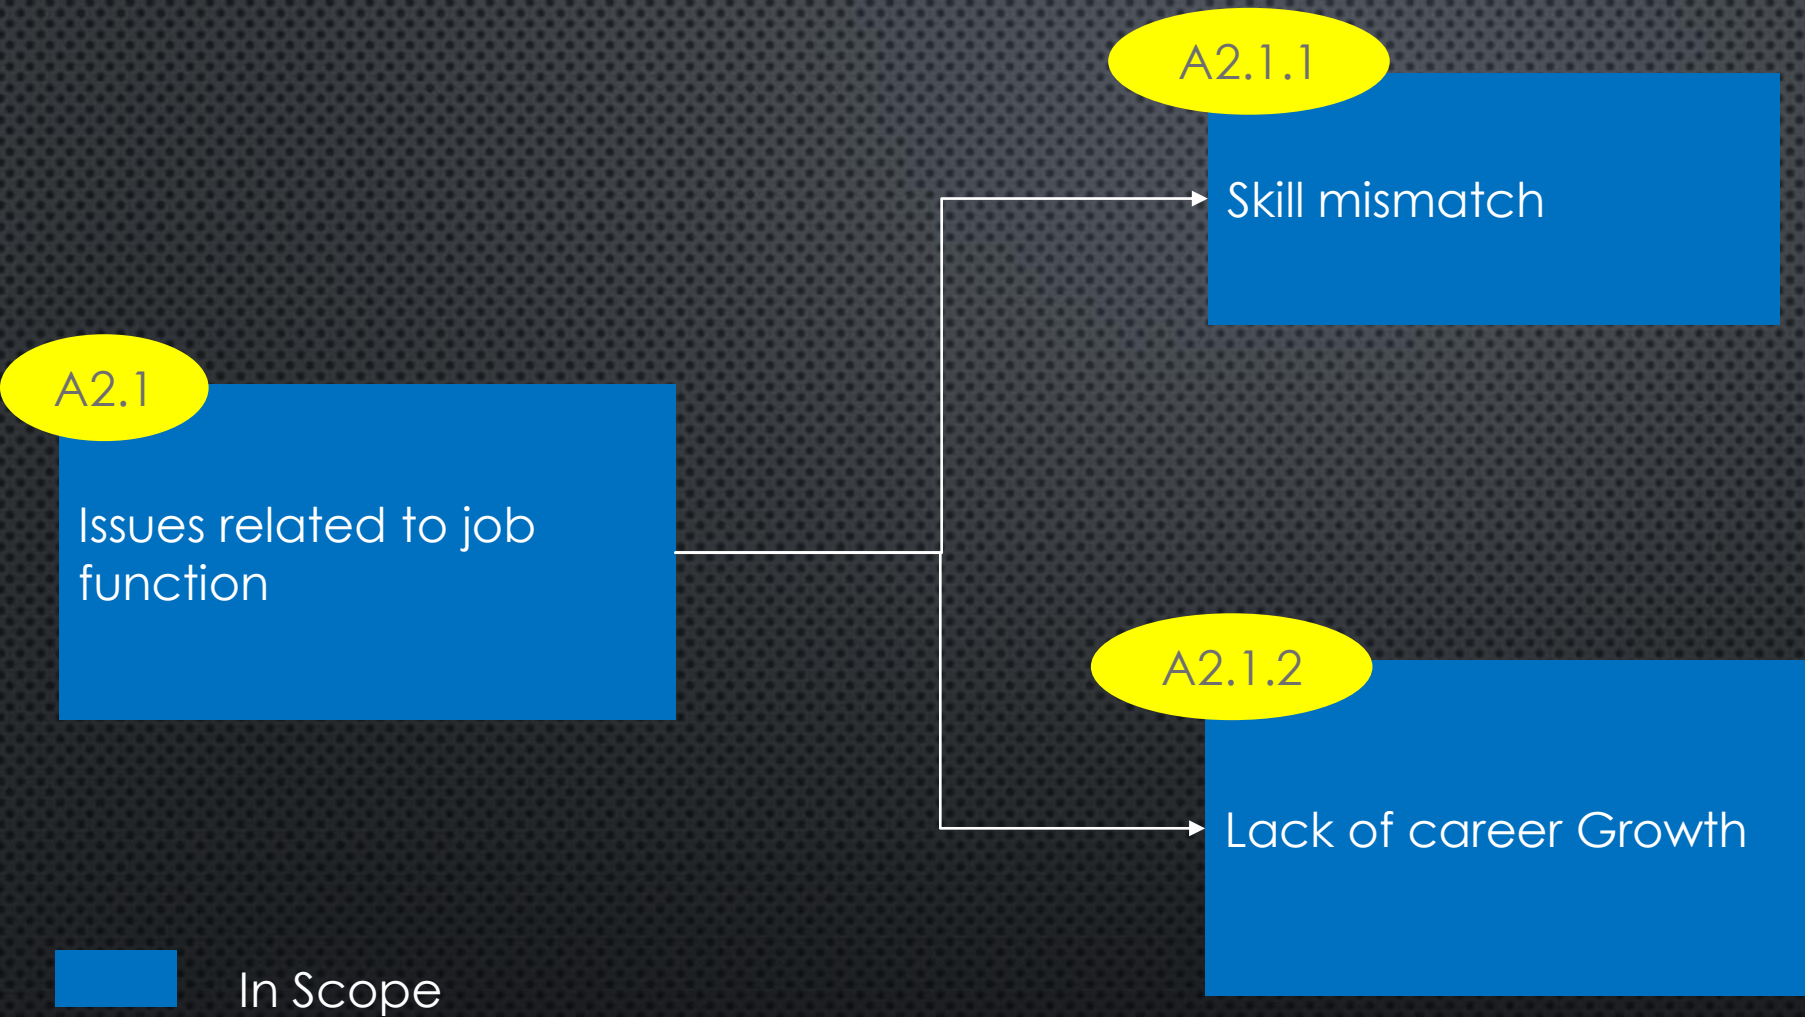 A2.1.1
Skill mismatch
A2.1
Issues related to job
function
A2.1.2
Lack of career Growth
In Scope